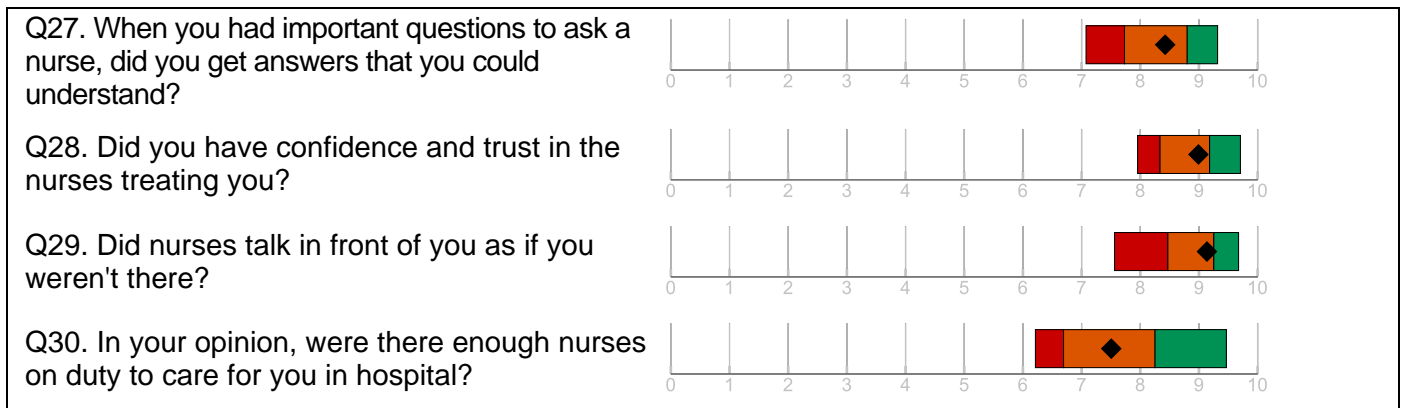 Q27. When you had important questions to ask a
nurse, did you get answers that you could
understand?
0 1 2 3 4 5 6 7 8 9 10
Q28. Did you have confidence and trust in the
nurses treating you?
0 1 2 3 4 5 6 7 8 9 10
Q29. Did nurses talk in front of you as if you
weren't there?
0 1 2 3 4 5 6 7 8 9 10
Q30. In your opinion, were there enough nurses
on duty to care for you in hospital?
0 1 2 3 4 5 6 7 8 9 10